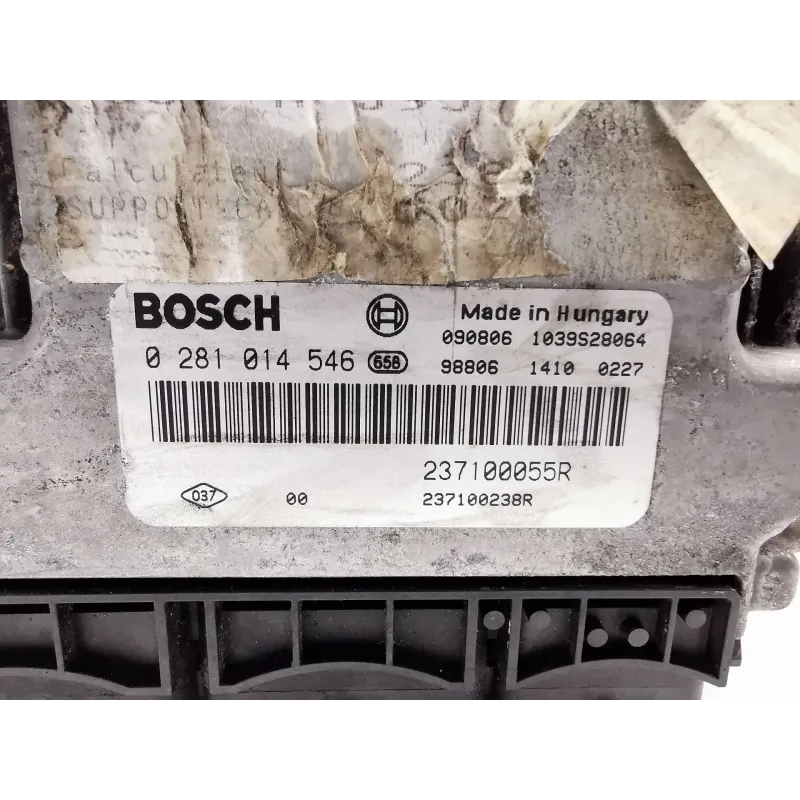 Calculateur
SUPPORT
BOSCH
Made in Hungary
090806 1039S28064
0 281 014 546 658
98806 1410 0227
237100055R
037 00 237100238R